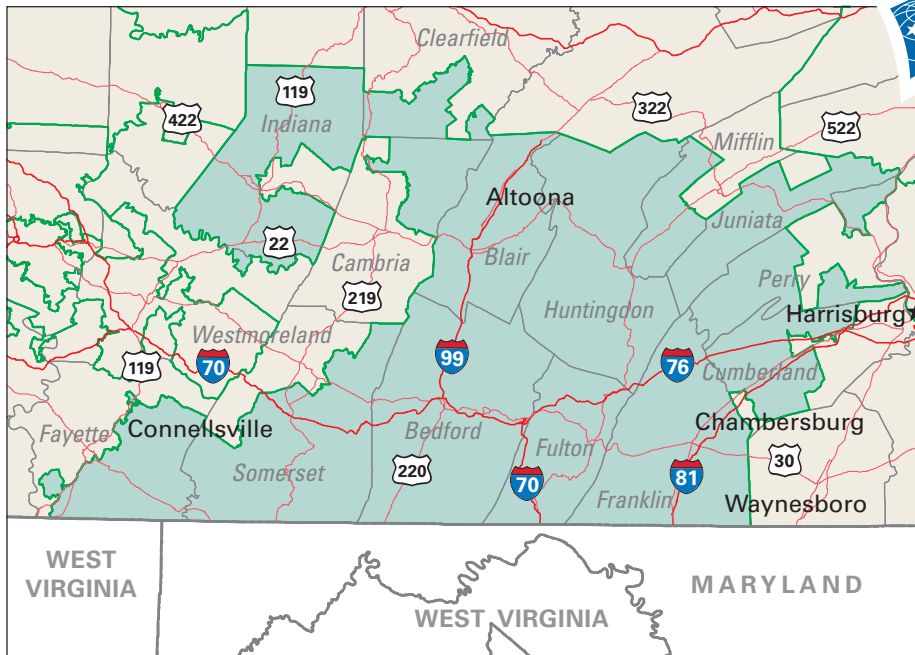 Clearfield
119
322
422
522
Indiana
Mifflin
Altoona
Juniata
22
Blair
Cambria
Perry
219
Huntingdon
Harrisburg
Westmoreland
99
76
70
119
Cumberland
Chambersburg
Connellsville
Fayette
Bedford
Fulton
30
Somerset
220
70
81
Franklin
Waynesboro
WEST
VIRGINIA
MARYLAND
WEST VIRGINIA